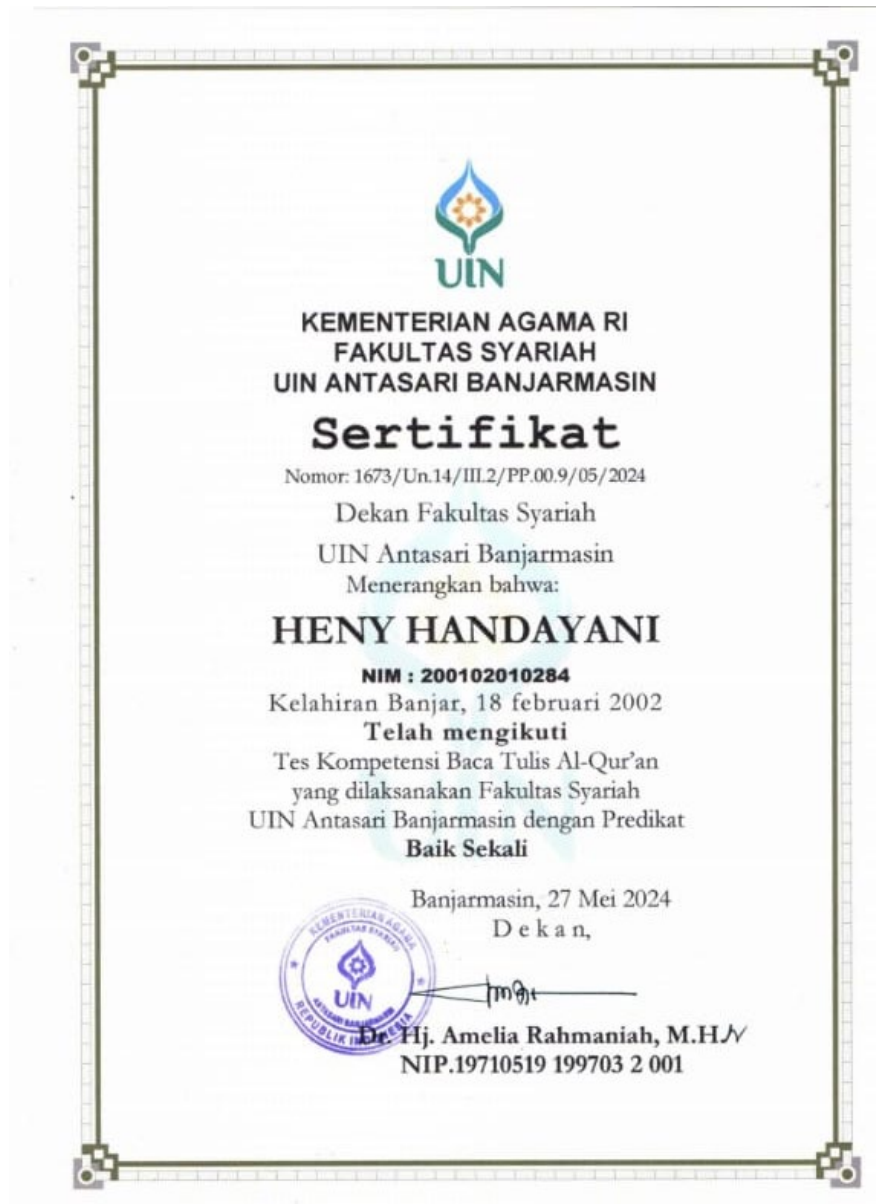 UIN
KEMENTERIAN AGAMA RI
FAKULTAS SYARIAH
UIN ANTASARI BANJARMASIN
Sertifikat
Nomor: 1673/Un.14/III.2/PP.00.9/05/2024
Dekan Fakultas Syariah
UIN Antasari Banjarmasin
Menerangkan bahwa:
HENY HANDAYANI
NIM : 200102010284
Kelahiran Banjar, 18 februari 2002
Telah mengikuti
Tes Kompetensi Baca Tulis Al-Qur'an
yang dilaksanakan Fakultas Syariah
UIN Antasari Banjarmasin dengan Predikat
Baik Sekali
Banjarmasin, 27 Mei 2024
D e k a n,
KEMENTERIAN AGAMA
FAKULTAS SYARIAH
UIN
ANTASARI BANJARMASIN
REPUBLIK INDONESIA
Dr. Hj. Amelia Rahmaniah, M.H
NIP.19710519 199703 2 001